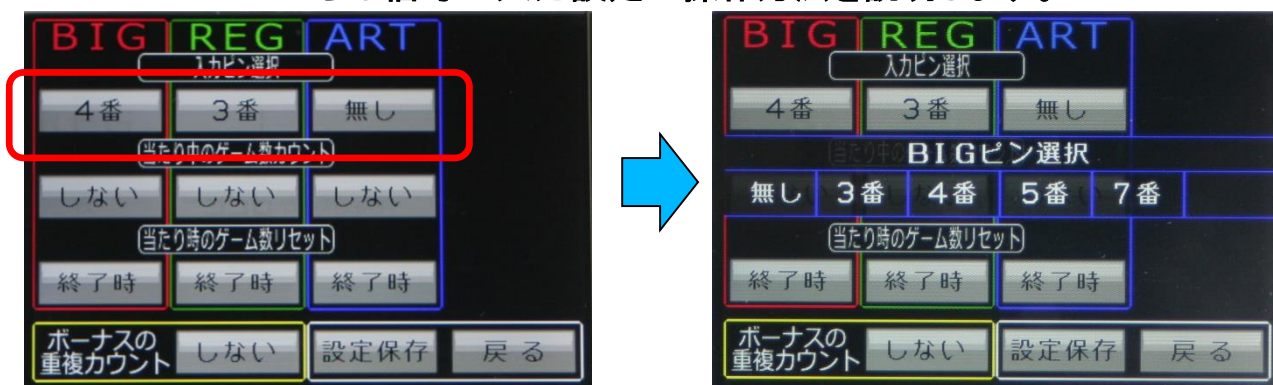 BIG REG ART
入力ピン選択
4番 3番 無し
当たり中のゲーム数カウント
しない しない しない
当たり時のゲーム数リセット
終了時 終了時 終了時
ボーナスの
重複カウント しない 設定保存 戻る
BIG REG ART
入力ピン選択
4番 3番 無し
BIGピン選択
無し 3番 4番 5番 7番
当たり時のゲーム数リセット
終了時 終了時 終了時
ボーナスの
重複カウント しない 設定保存 戻る